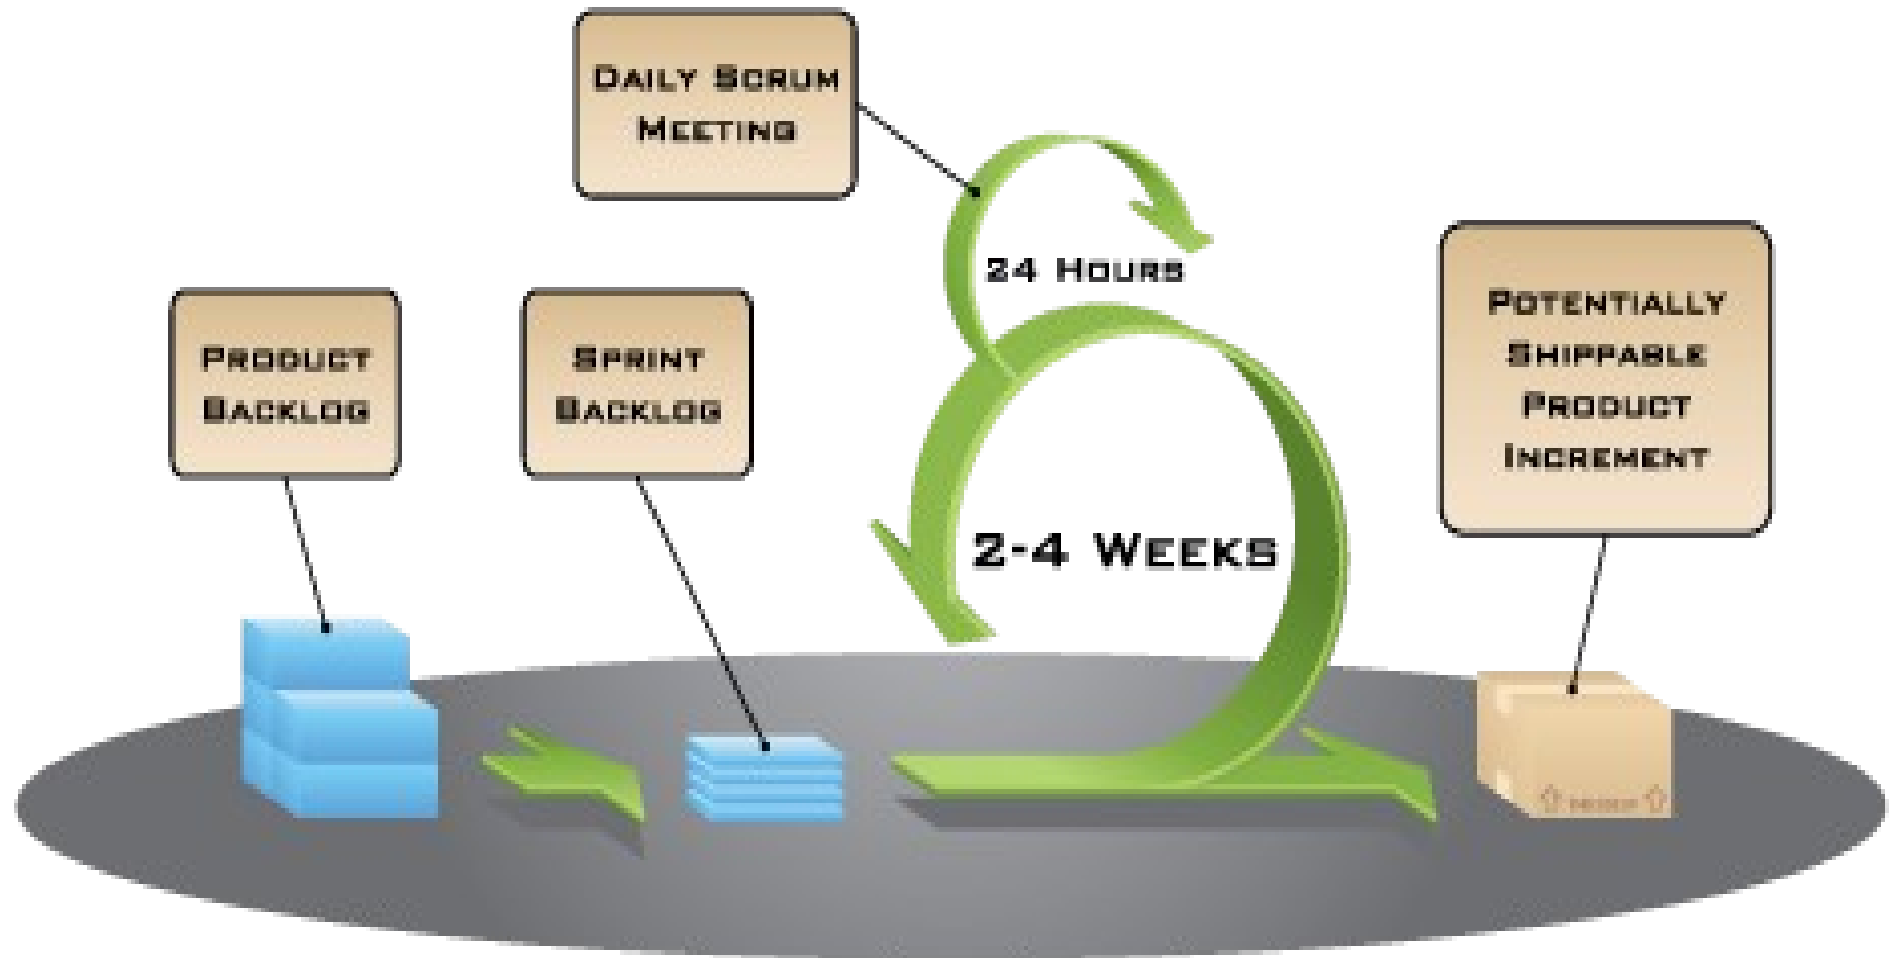 DAILY SCRUM
MEETING
24 HOURS
PRODUCT
BACKLOG
SPRINT
BACKLOG
2-4 WEEKS
POTENTIALLY
SHIPPABLE
PRODUCT
INCREMENT